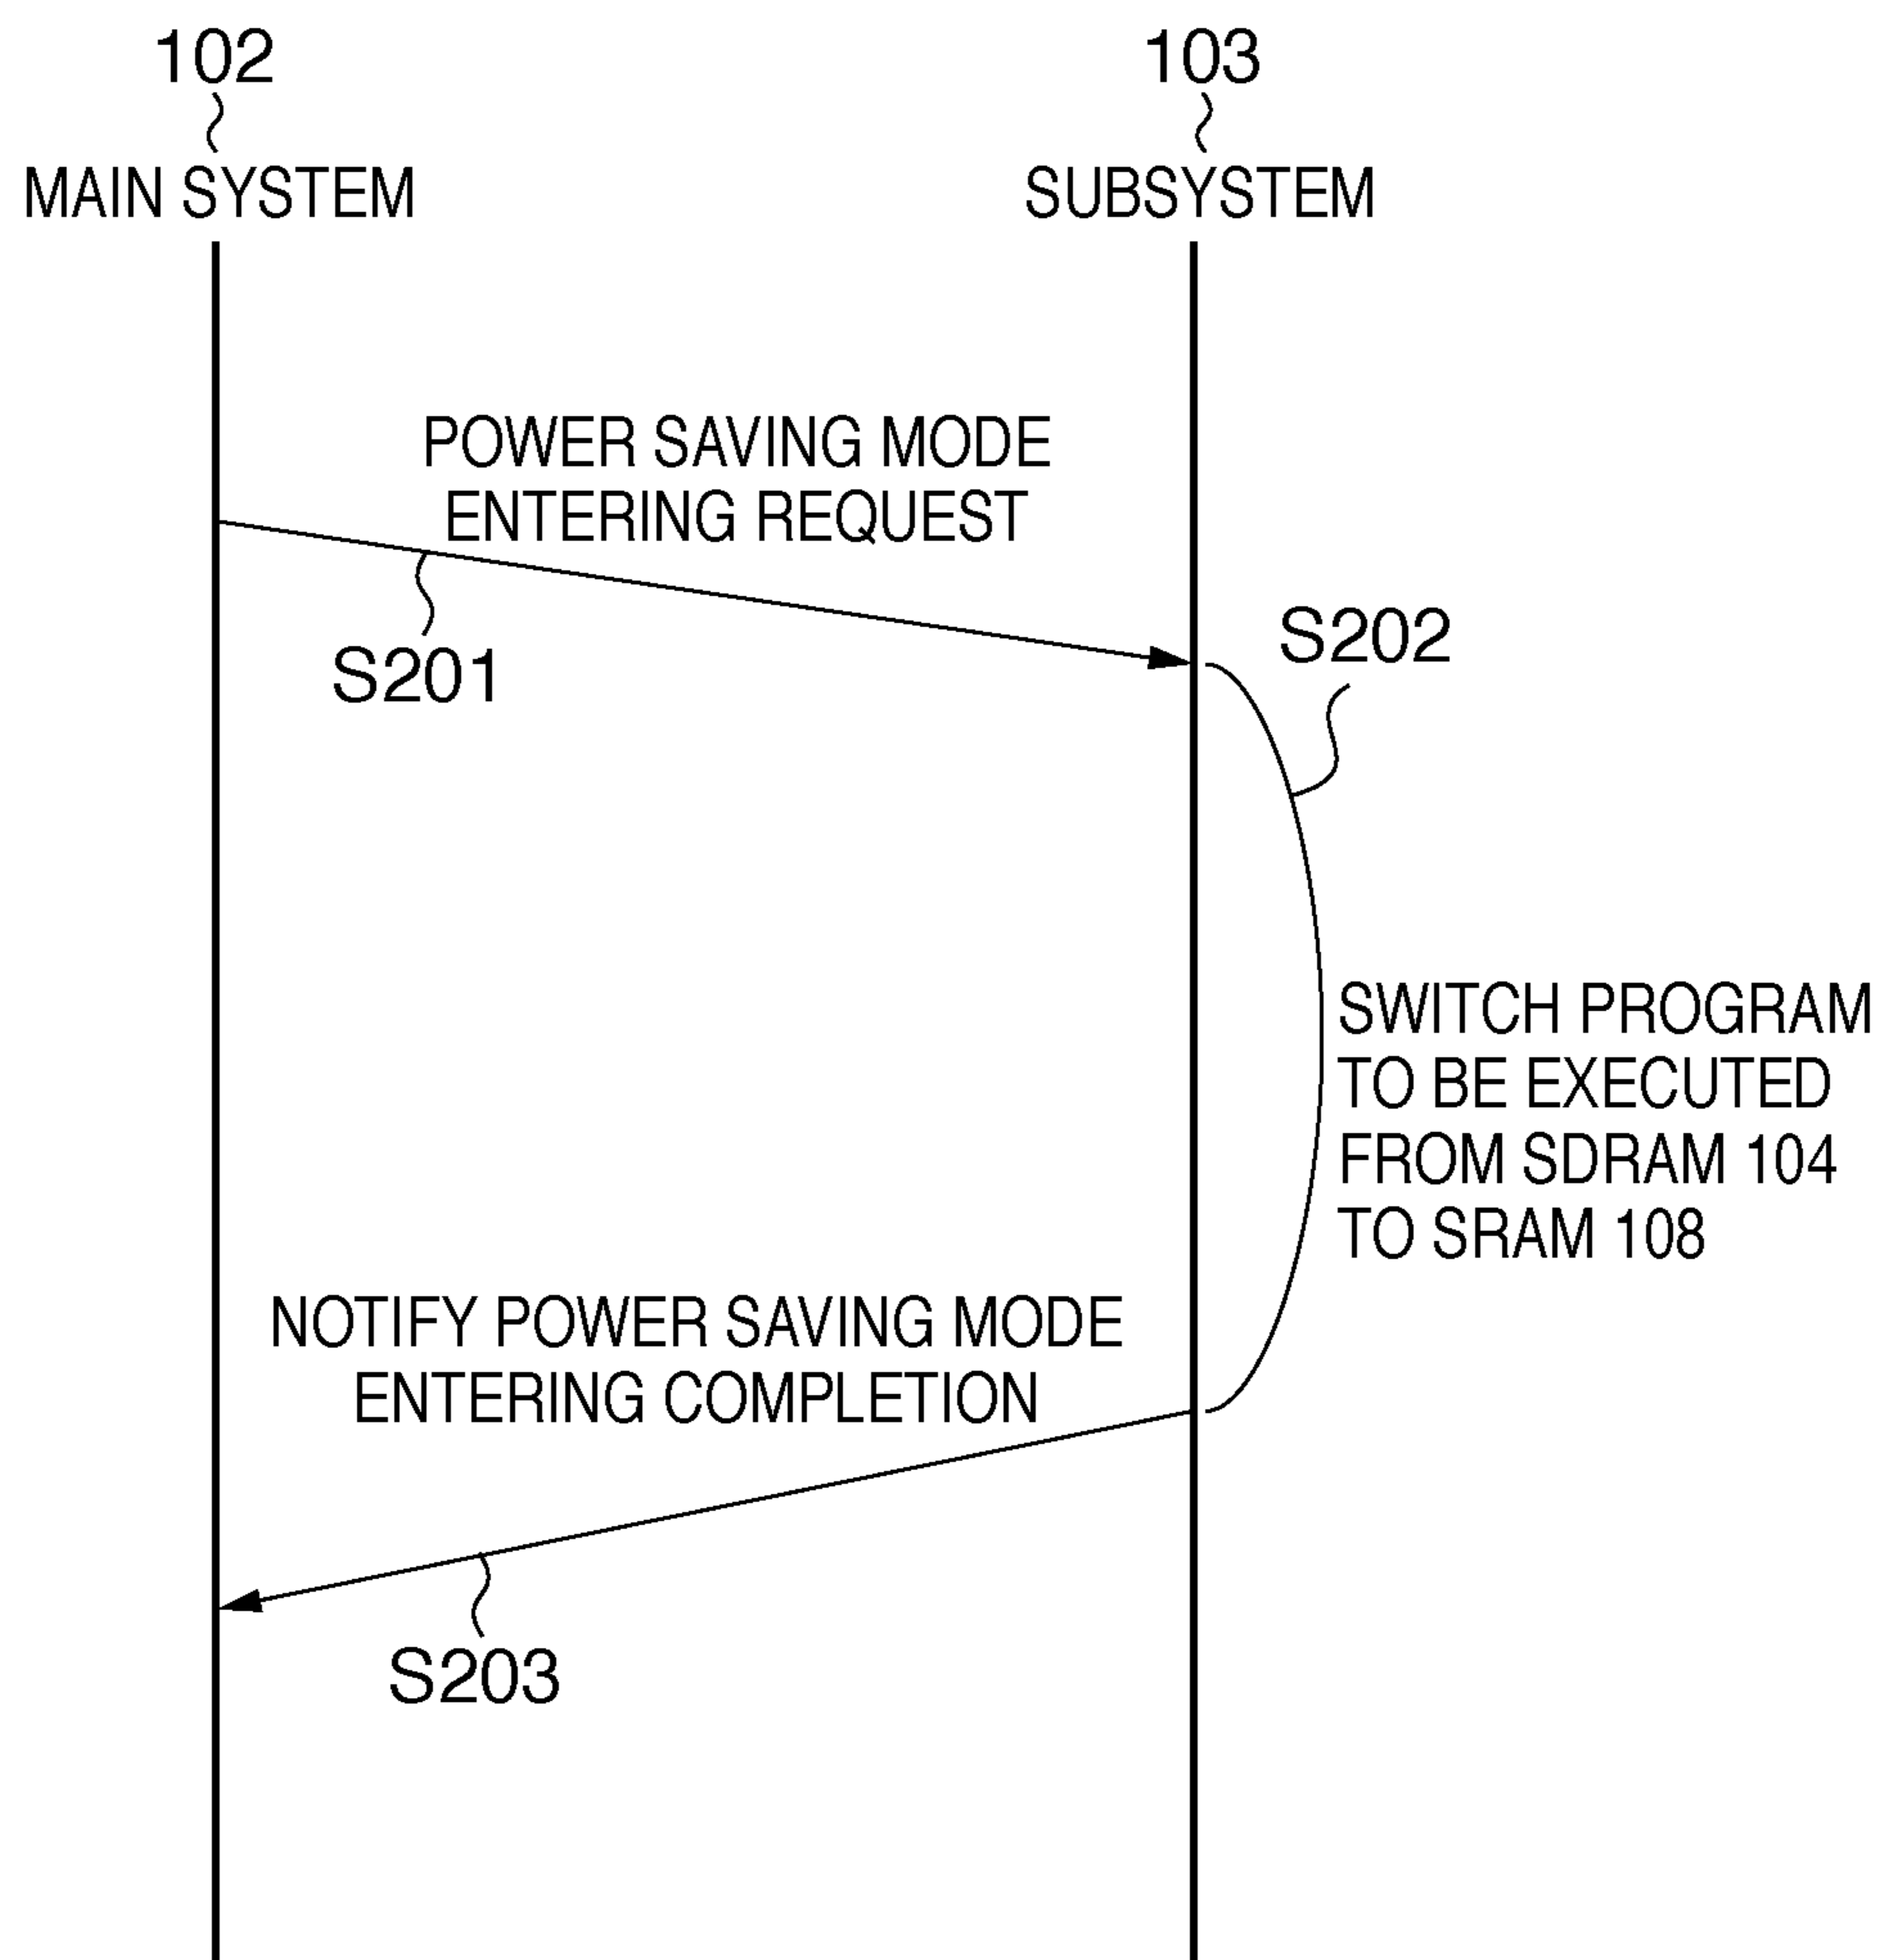 102
103
MAIN SYSTEM
SUBSYSTEM
POWER SAVING MODE
ENTERING REQUEST
S201
S202
SWITCH PROGRAM
TO BE EXECUTED
FROM SDRAM 104
TO SRAM 108
NOTIFY POWER SAVING MODE
ENTERING COMPLETION
S203